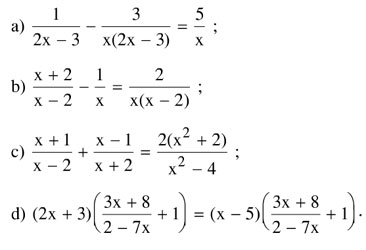 a) \frac{1}{2x − 3} − \frac{3}{x(2x − 3)} = \frac{5}{x} ;
b) \frac{x + 2}{x − 2} − \frac{1}{x} = \frac{2}{x(x − 2)} ;
c) \frac{x + 1}{x − 2} + \frac{x − 1}{x + 2} = \frac{2(x^2 + 2)}{x^2 − 4} ;
d) (2x + 3)\left(\frac{3x + 8}{2 − 7x} + 1\right) = (x − 5)\left(\frac{3x + 8}{2 − 7x} + 1\right).